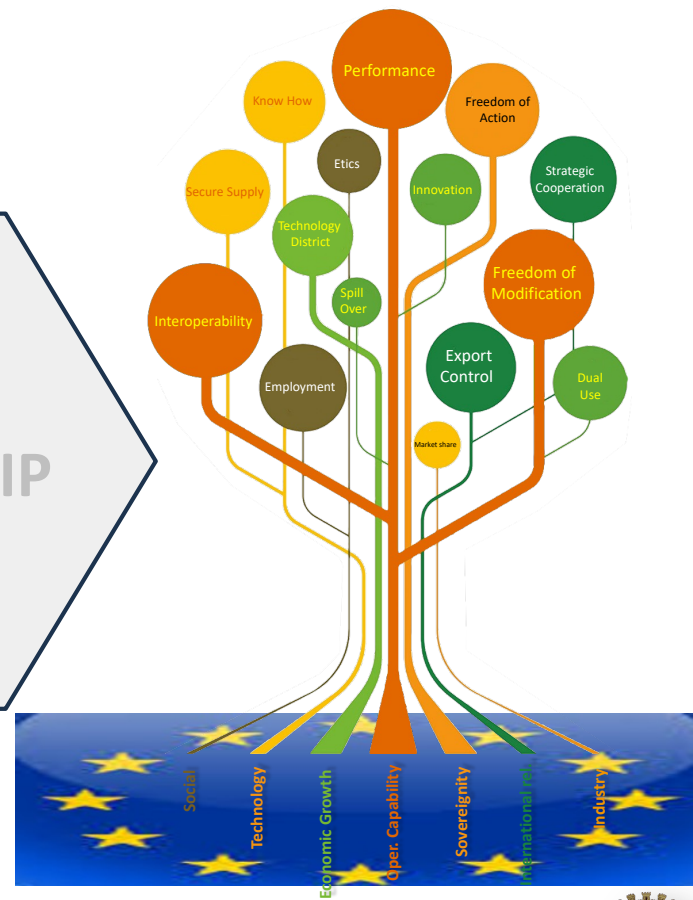 Performance
Know How
Freedom of
Action
Etics
Strategic
Cooperation
Secure Supply
Innovation
Technology
District
Freedom of
Modification
Spill
Over
Interoperability
Export
Control
Employment
Dual
Use
Market share
IP
Social
Technology
Economic Growth
Oper. Capability
Sovereignity
International rel.
Industry